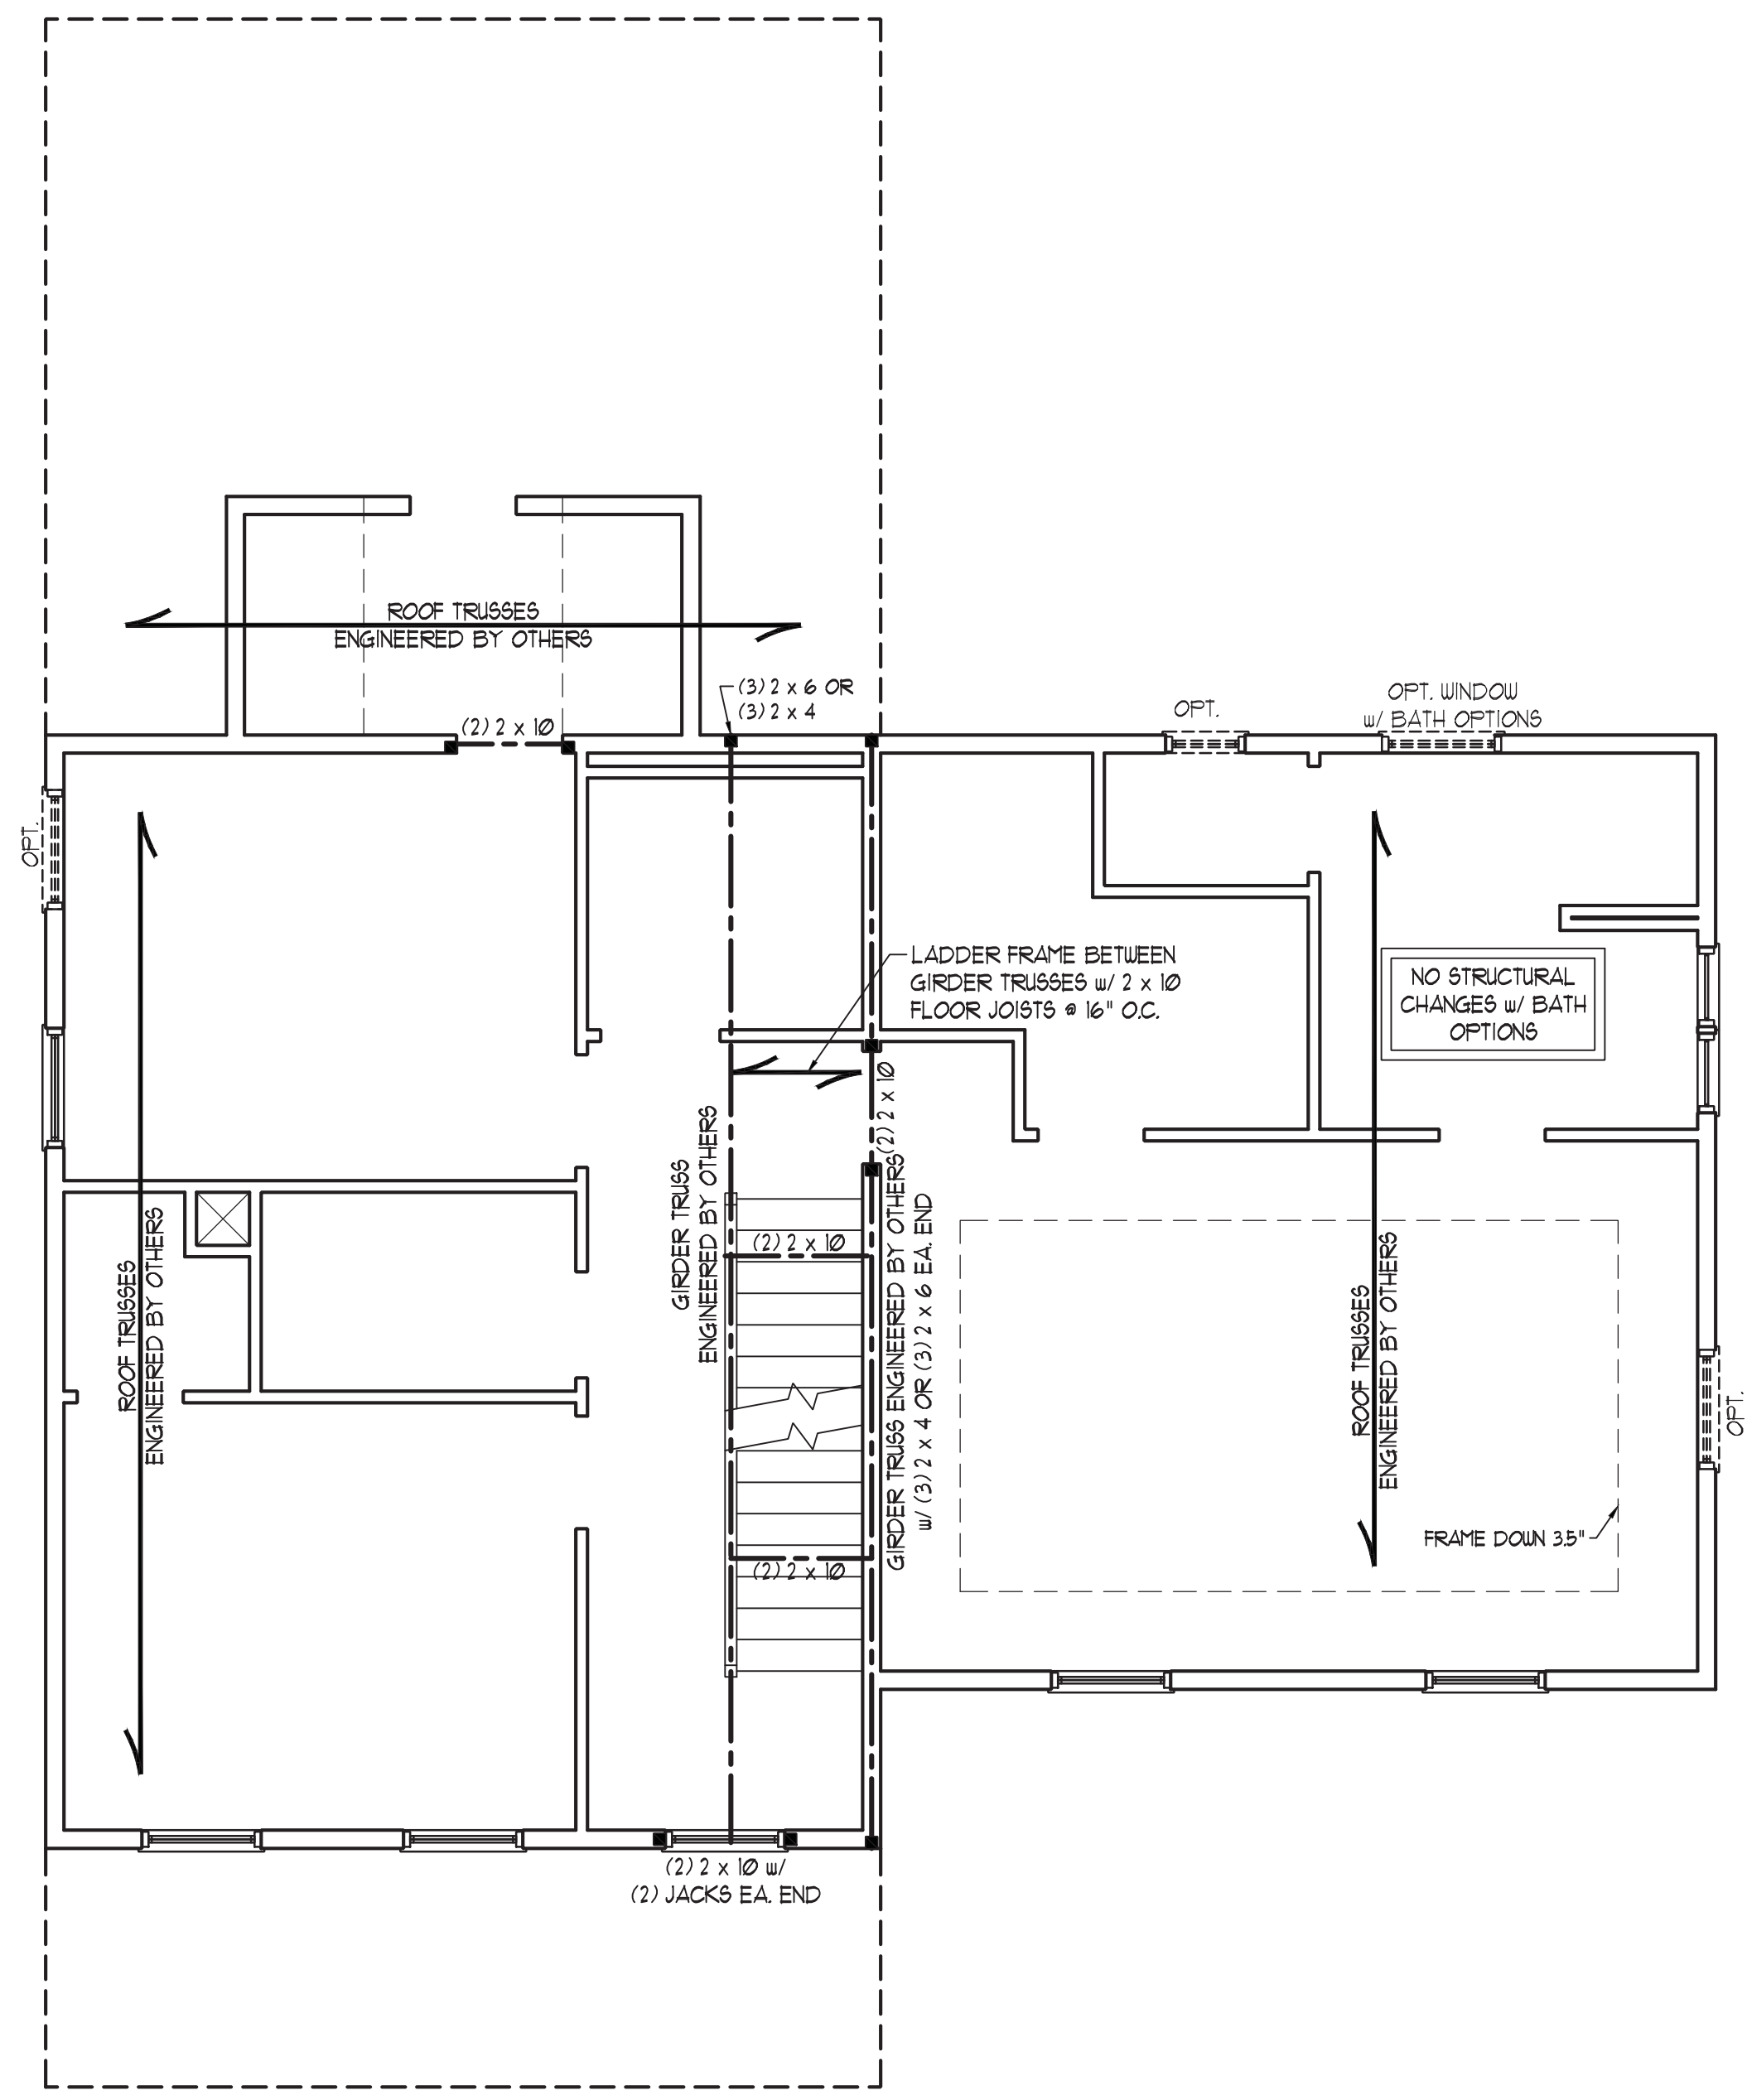 ROOF TRUSSES
ENGINEERED BY OTHERS
(3) 2 x 6 OR
(3) 2 x 4
(2) 2 x 10
OPT.
OPT. WINDOW
w/ BATH OPTIONS
OPT.
LADDER FRAME BETWEEN
GIRDER TRUSSES w/ 2 x 10
FLOOR JOISTS @ 16" O.C.
NO STRUCTURAL
CHANGES w/ BATH
OPTIONS
(2) 2 x 10
GIRDER TRUSS
ENGINEERED BY OTHERS
GIRDER TRUSS ENGINEERED BY OTHERS
w/ (3) 2 x 4 OR (3) 2 x 6 EA. END
(2) 2 x 10
ROOF TRUSSES
ENGINEERED BY OTHERS
ROOF TRUSSES
ENGINEERED BY OTHERS
OPT.
FRAME DOWN 3.5"
(2) 2 x 10
(2) 2 x 10 w/
(2) JACKS EA. END